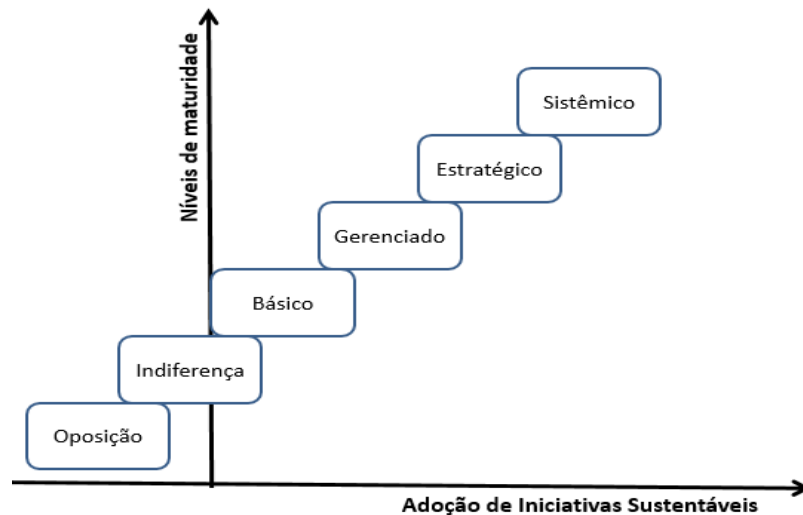 Níveis de maturidade
Sistêmico
Estratégico
Gerenciado
Básico
Indiferença
Oposição
Adoção de Iniciativas Sustentáveis